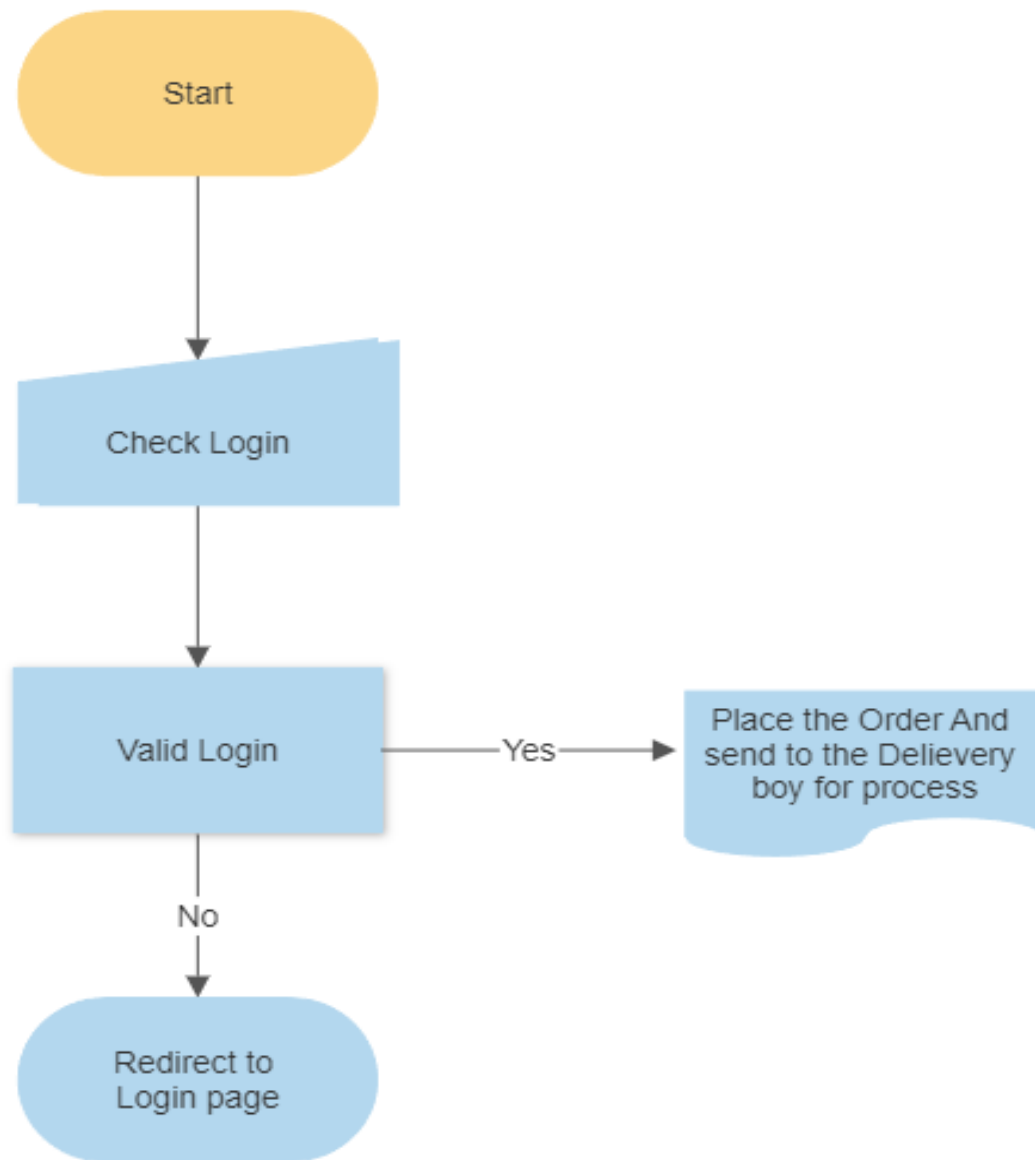 Start
Check Login
Valid Login
Yes
Place the Order And
send to the Delievery
boy for process
No
Redirect to
Login page